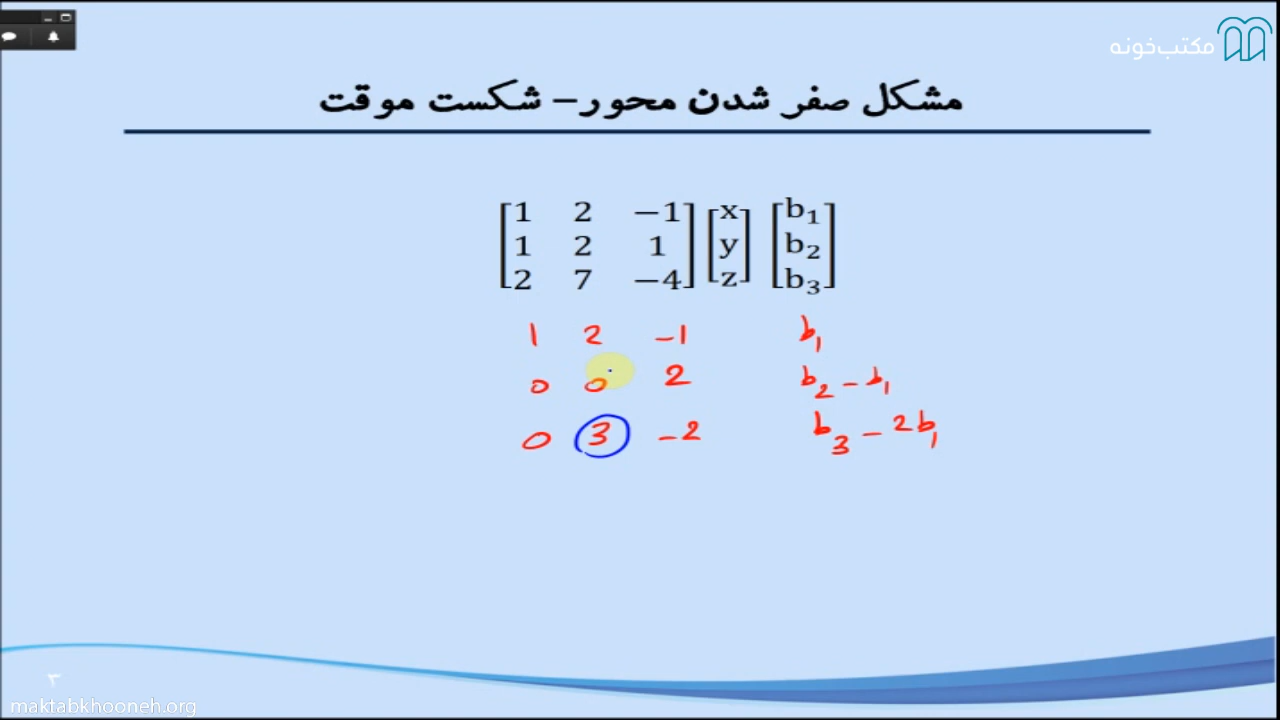 مکتب‌خونه
مشکل صفر شدن محور– شکست موقت
[1 2 −1] [x] [b₁]
[1 2 1] [y] [b₂]
[2 7 −4] [z] [b₃]
1 2 -1 b₁
0 0 2 b₂ - b₁
0 3 -2 b₃ - 2b₁
۳
maktabkhooneh.org